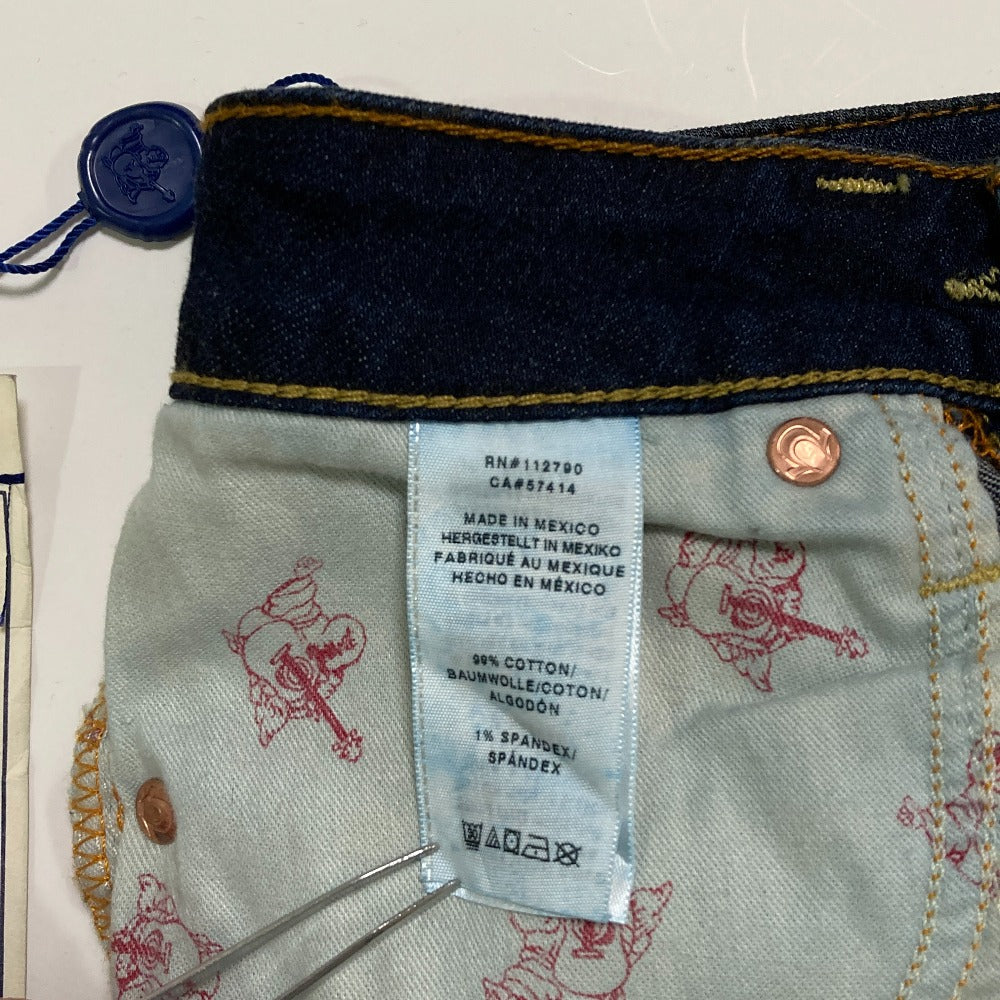 RN#112790
CA#57414
MADE IN MEXICO
HERGESTELLT IN MEXIKO
FABRIQUÉ AU MEXIQUE
HECHO EN MÉXICO
99% COTTON/
BAUMWOLLE/COTON/
ALGODÓN
1% SPANDEX/
SPÁNDEX